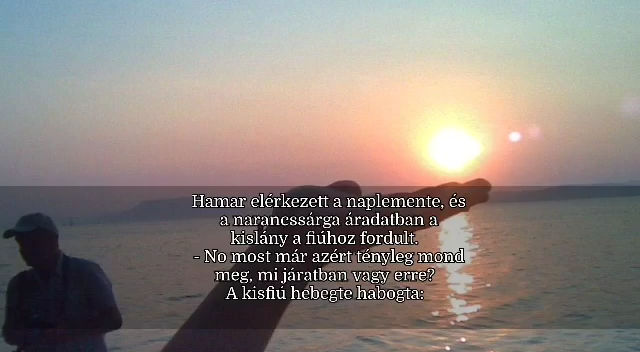 Hamar elérkezett a naplemente, és
a narancssárga áradatban a
kislány a fiúhoz fordult.
- No most már azért tényleg mond
meg, mi járatban vagy erre?
A kisfiú hebegte habogta: